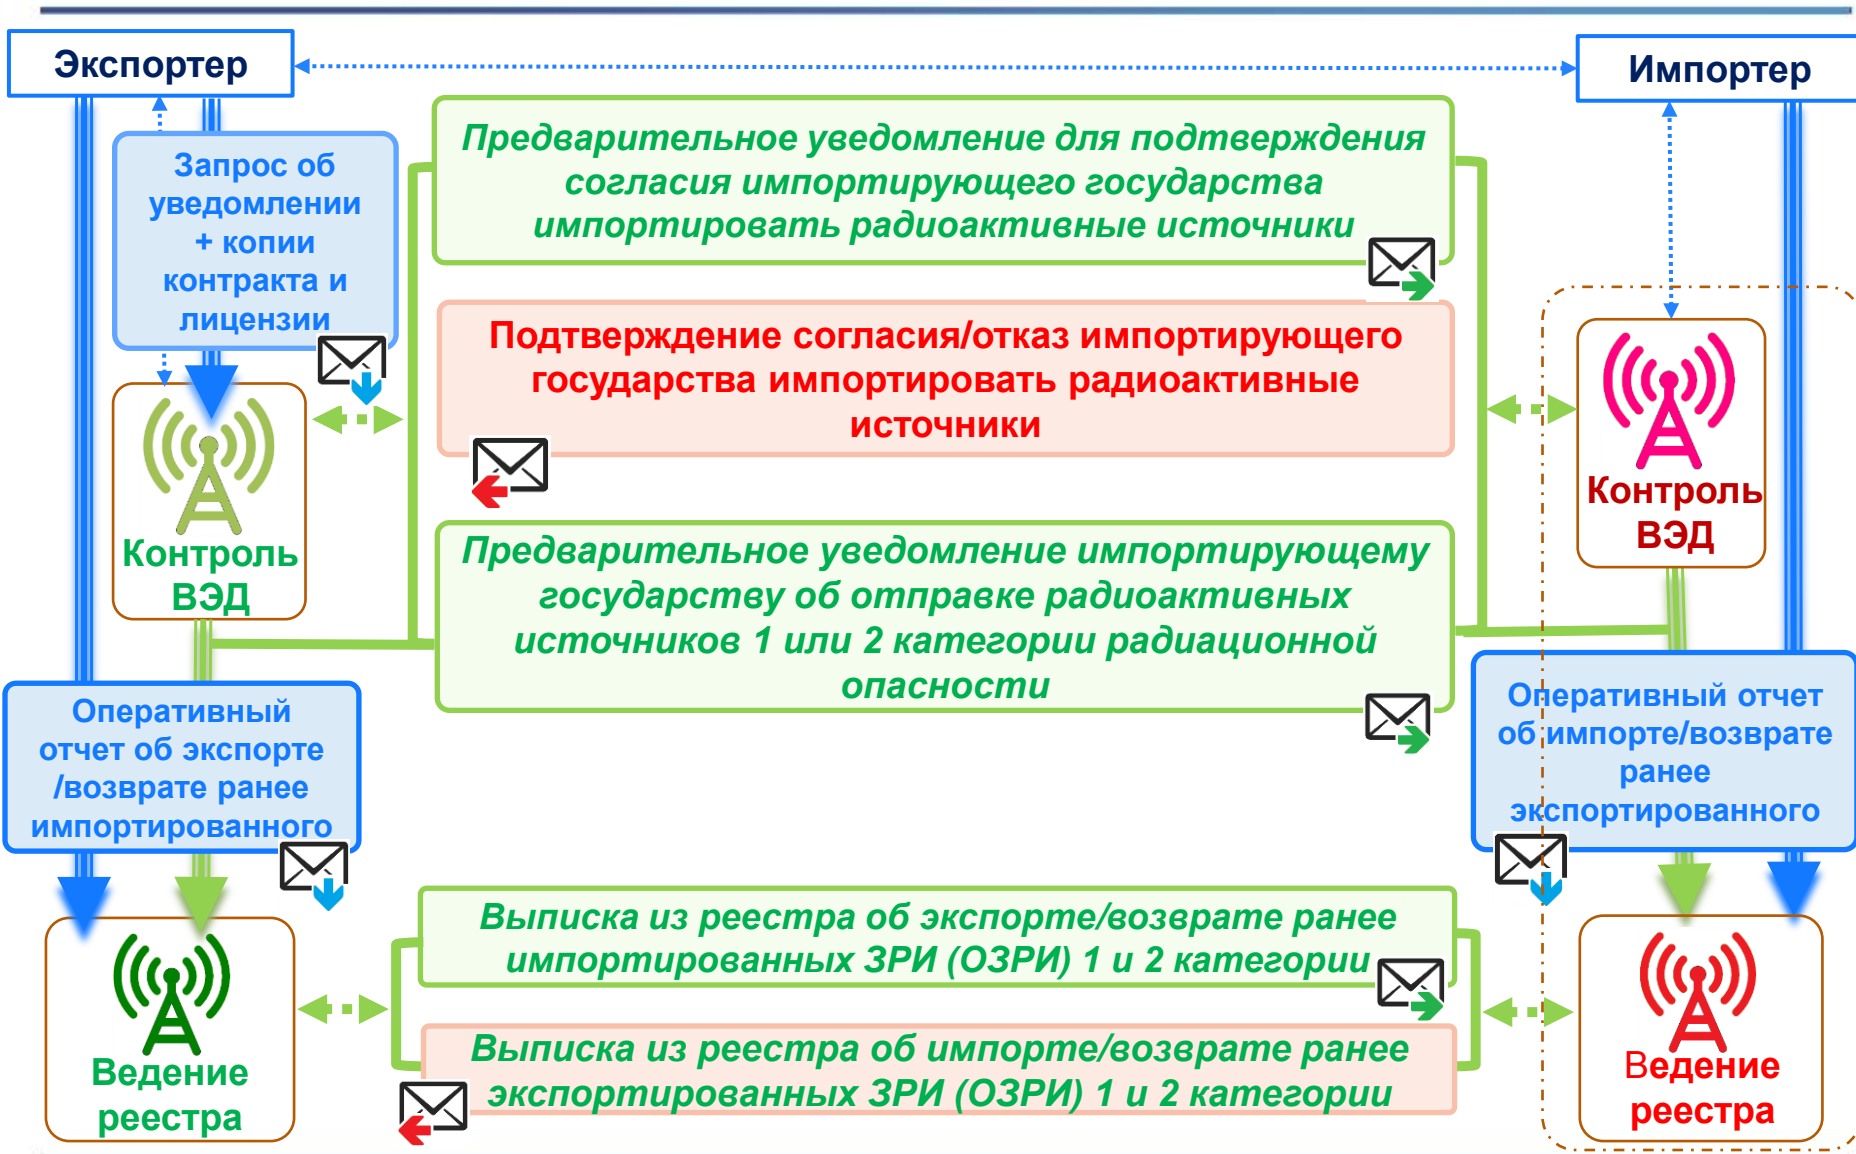 Экспортер
Импортер
Запрос об
уведомлении
+ копии
контракта и
лицензии
Предварительное уведомление для подтверждения
согласия импортирующего государства
импортировать радиоактивные источники
Подтверждение согласия/отказ импортирующего
государства импортировать радиоактивные
источники
Контроль
ВЭД
Контроль
ВЭД
Предварительное уведомление импортирующему
государству об отправке радиоактивных
источников 1 или 2 категории радиационной
опасности
Оперативный
отчет об экспорте
/возврате ранее
импортированного
Оперативный отчет
об импорте/возврате
ранее
экспортированного
Выписка из реестра об экспорте/возврате ранее
импортированных ЗРИ (ОЗРИ) 1 и 2 категории
Выписка из реестра об импорте/возврате ранее
экспортированных ЗРИ (ОЗРИ) 1 и 2 категории
Ведение
реестра
Ведение
реестра